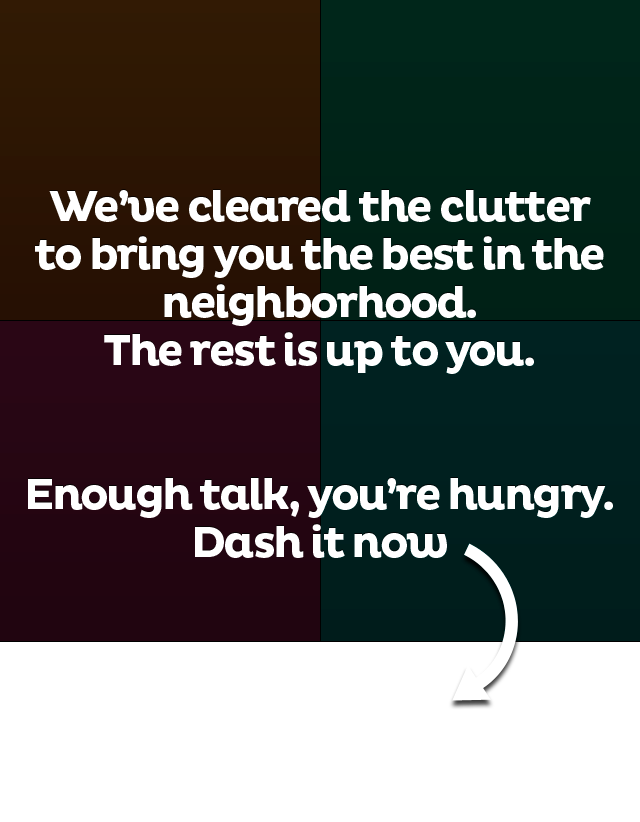 We’ve cleared the clutter
to bring you the best in the
neighborhood.
The rest is up to you.
Enough talk, you’re hungry.
Dash it now